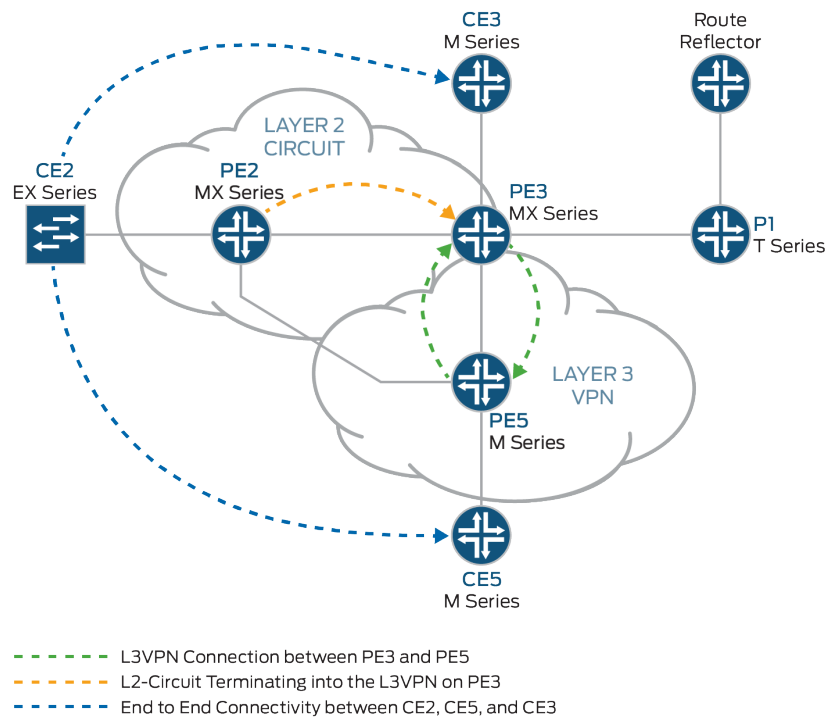 CE3
M Series
Route
Reflector
LAYER 2
CIRCUIT
CE2
EX Series
PE2
MX Series
PE3
MX Series
P1
T Series
LAYER 3
VPN
PE5
M Series
CE5
M Series
L3VPN Connection between PE3 and PE5
L2-Circuit Terminating into the L3VPN on PE3
End to End Connectivity between CE2, CE5, and CE3